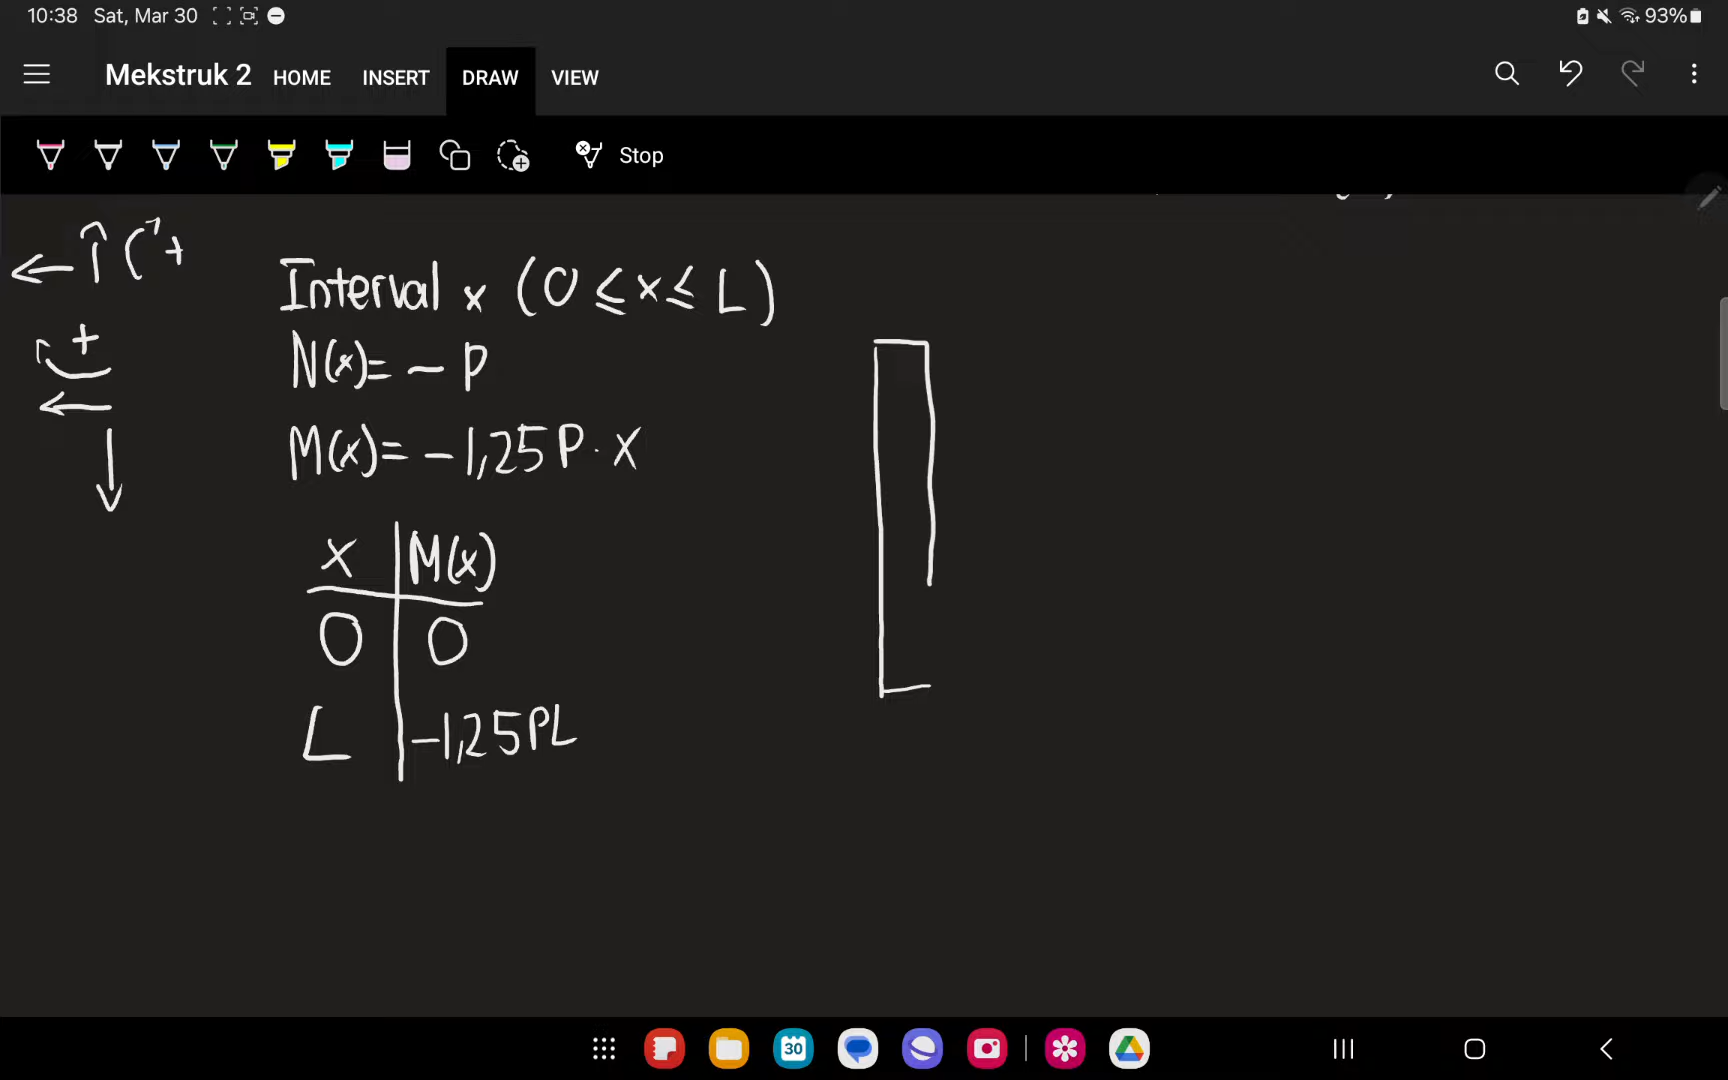 10:38 Sat, Mar 30 93%
Mekstruk 2 HOME INSERT DRAW VIEW
Stop
+
Interval x (0 ≤ x ≤ L)
+
N(x)= - P
M(x)= - 1,25 P · X
X M(x)
0 0
L -1,25PL
30